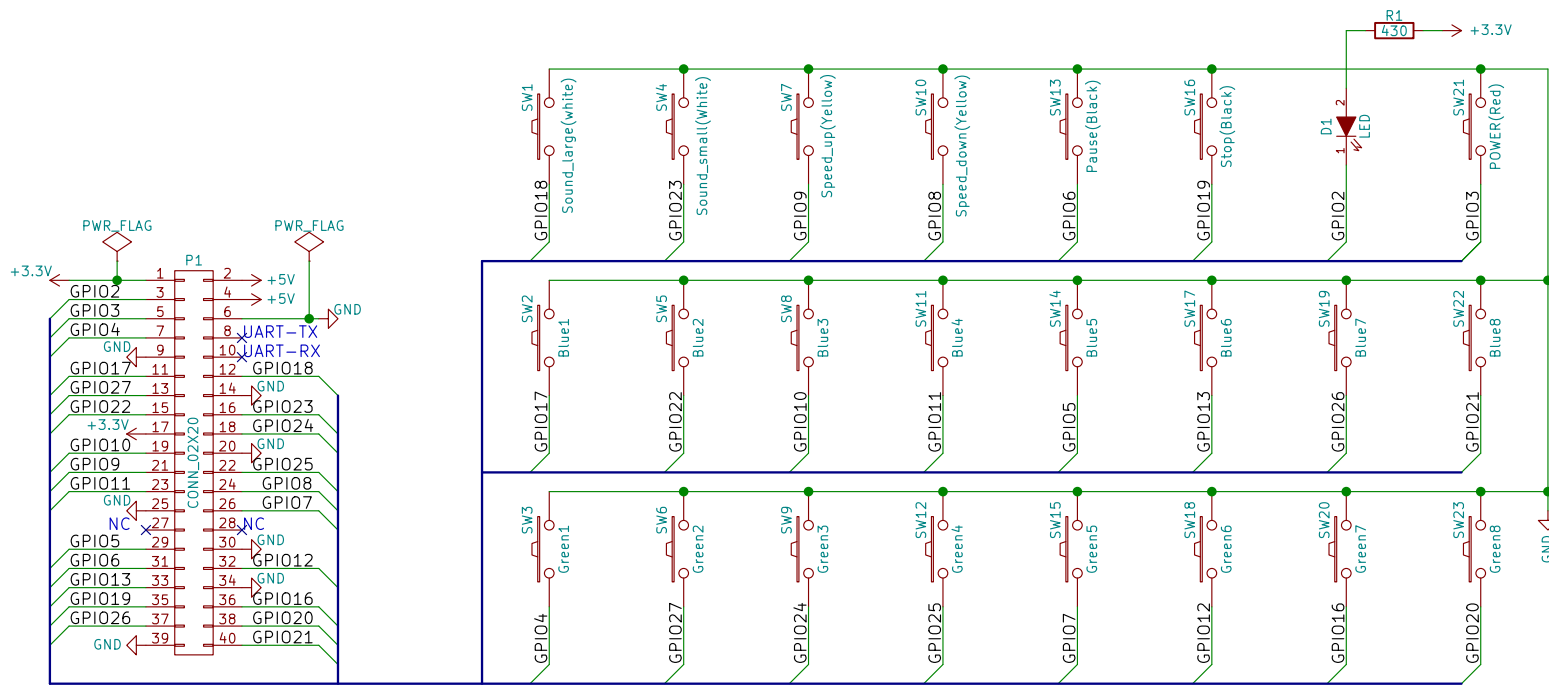 R1
430
+3.3V
SW1
Sound_large(white)
GPIO18
SW4
Sound_small(White)
GPIO23
SW7
Speed_up(Yellow)
GPIO9
SW10
Speed_down(Yellow)
GPIO8
SW13
Pause(Black)
GPIO6
SW16
Stop(Black)
GPIO19
D1
LED
2
1
GPIO2
SW21
POWER(Red)
GPIO3
PWR_FLAG
PWR_FLAG
P1
CONN_02X20
+3.3V 1 2 +5V
GPIO2 3 4 +5V
GPIO3 5 6 GND
GPIO4 7 8 UART-TX
GND 9 10 UART-RX
GPIO17 11 12 GPIO18
GPIO27 13 14 GND
GPIO22 15 16 GPIO23
+3.3V 17 18 GPIO24
GPIO10 19 20 GND
GPIO9 21 22 GPIO25
GPIO11 23 24 GPIO8
GND 25 26 GPIO7
NC 27 28 NC
GPIO5 29 30 GND
GPIO6 31 32 GPIO12
GPIO13 33 34 GND
GPIO19 35 36 GPIO16
GPIO26 37 38 GPIO20
GND 39 40 GPIO21
SW2
Blue1
GPIO17
SW5
Blue2
GPIO22
SW8
Blue3
GPIO10
SW11
Blue4
GPIO11
SW14
Blue5
GPIO5
SW17
Blue6
GPIO13
SW19
Blue7
GPIO26
SW22
Blue8
GPIO21
SW3
Green1
GPIO4
SW6
Green2
GPIO27
SW9
Green3
GPIO24
SW12
Green4
GPIO25
SW15
Green5
GPIO7
SW18
Green6
GPIO12
SW20
Green7
GPIO16
SW23
Green8
GPIO20
GND